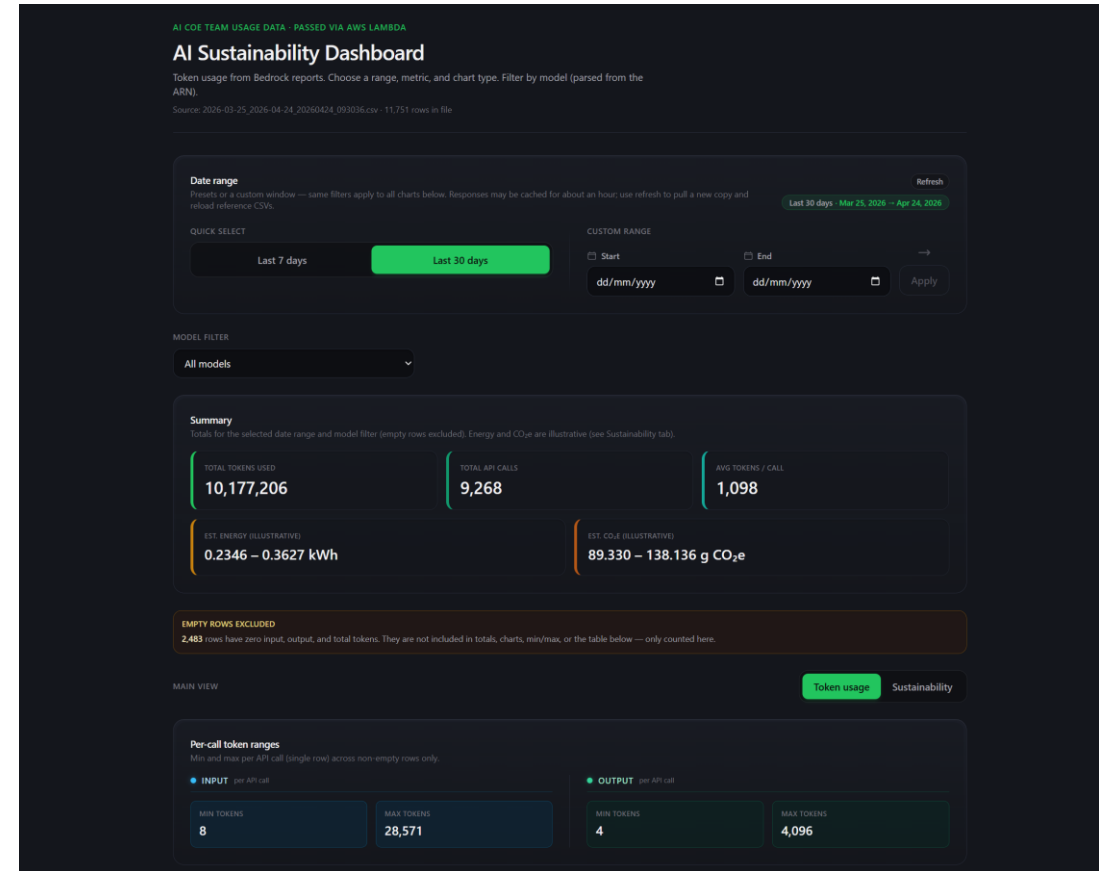 AI COE TEAM USAGE DATA · PASSED VIA AWS LAMBDA
AI Sustainability Dashboard
Token usage from Bedrock reports. Choose a range, metric, and chart type. Filter by model (parsed from the
ARN).
Source: 2026-03-25_2026-04-24_20260424_093036.csv · 11,751 rows in file
Date range
Presets or a custom window — same filters apply to all charts below. Responses may be cached for about an hour; use refresh to pull a new copy and
reload reference CSVs.
Refresh
Last 30 days · Mar 25, 2026 → Apr 24, 2026
QUICK SELECT
Last 7 days
Last 30 days
CUSTOM RANGE
Start
dd/mm/yyyy
End
dd/mm/yyyy
→
Apply
MODEL FILTER
All models
Summary
Totals for the selected date range and model filter (empty rows excluded). Energy and CO₂e are illustrative (see Sustainability tab).
TOTAL TOKENS USED
10,177,206
TOTAL API CALLS
9,268
AVG TOKENS / CALL
1,098
EST. ENERGY (ILLUSTRATIVE)
0.2346 – 0.3627 kWh
EST. CO₂E (ILLUSTRATIVE)
89.330 – 138.136 g CO₂e
EMPTY ROWS EXCLUDED
2,483 rows have zero input, output, and total tokens. They are not included in totals, charts, min/max, or the table below — only counted here.
MAIN VIEW
Token usage
Sustainability
Per-call token ranges
Min and max per API call (single row) across non-empty rows only.
INPUT per API call
MIN TOKENS
8
MAX TOKENS
28,571
OUTPUT per API call
MIN TOKENS
4
MAX TOKENS
4,096